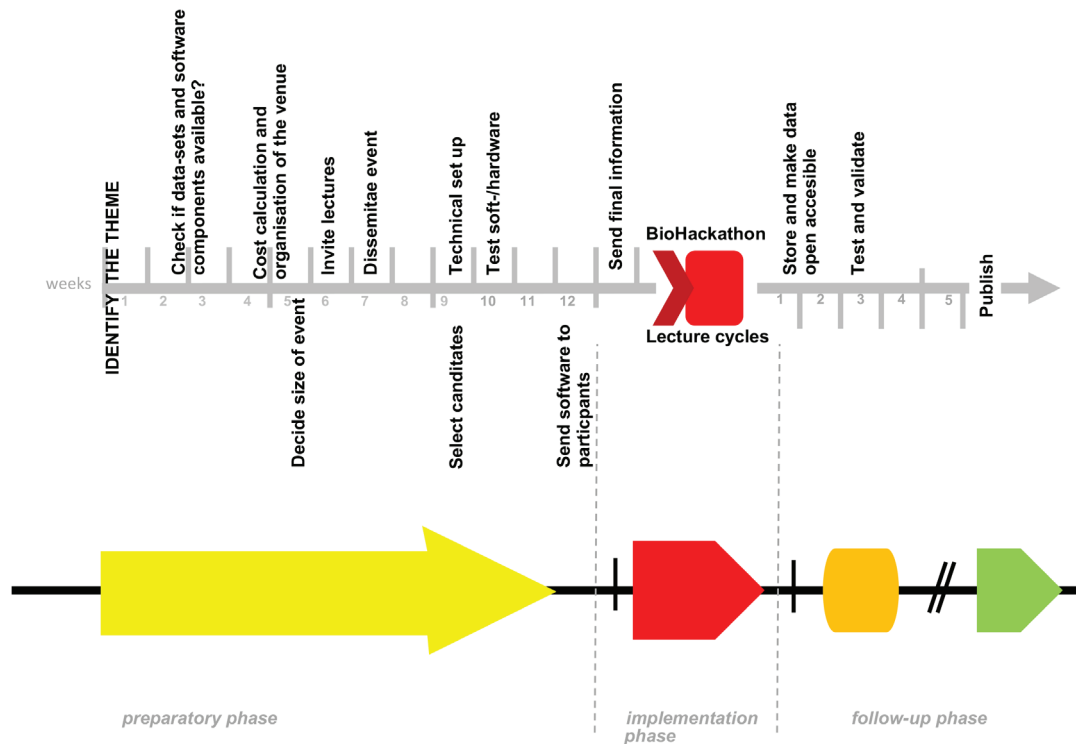 IDENTIFY THE THEME
Check if data-sets and software
components available?
Cost calculation and
organisation of the venue
Invite lectures
Dissemitae event
Technical set up
Test soft-/hardware
Send final information
BioHackathon
Store and make data
open accesible
Test and validate
Publish
weeks
1 2 3 4 5 6 7 8 9 10 11 12
1 2 3 4 5
Lecture cycles
Decide size of event
Select canditates
Send software to
particpants
preparatory phase
implementation
phase
follow-up phase